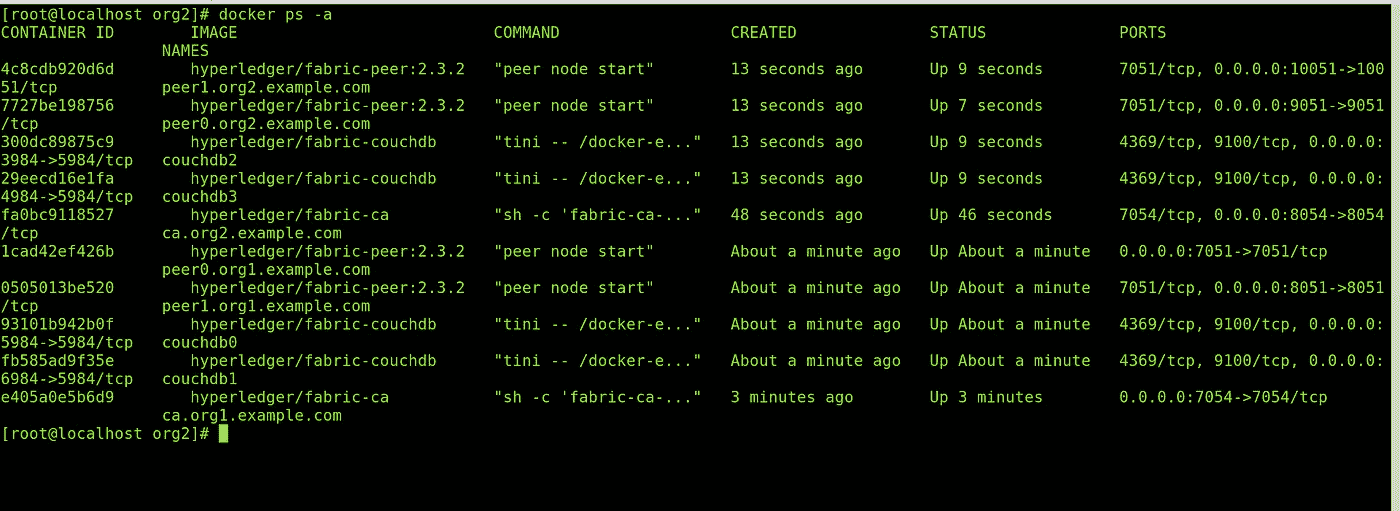 [root@localhost org2]# docker ps -a
CONTAINER ID        IMAGE                          COMMAND                  CREATED              STATUS              PORTS
                 NAMES
4c8cdb920d6d        hyperledger/fabric-peer:2.3.2   "peer node start"        13 seconds ago       Up 9 seconds        7051/tcp, 0.0.0.0:10051->100
51/tcp           peer1.org2.example.com
7727be198756        hyperledger/fabric-peer:2.3.2   "peer node start"        13 seconds ago       Up 7 seconds        7051/tcp, 0.0.0.0:9051->9051
/tcp             peer0.org2.example.com
300dc89875c9        hyperledger/fabric-couchdb      "tini -- /docker-e..."   13 seconds ago       Up 9 seconds        4369/tcp, 9100/tcp, 0.0.0.0:
3984->5984/tcp   couchdb2
29eecd16e1fa        hyperledger/fabric-couchdb      "tini -- /docker-e..."   13 seconds ago       Up 9 seconds        4369/tcp, 9100/tcp, 0.0.0.0:
4984->5984/tcp   couchdb3
fa0bc9118527        hyperledger/fabric-ca           "sh -c 'fabric-ca-..."   48 seconds ago       Up 46 seconds       7054/tcp, 0.0.0.0:8054->8054
/tcp             ca.org2.example.com
1cad42ef426b        hyperledger/fabric-peer:2.3.2   "peer node start"        About a minute ago   Up About a minute   0.0.0.0:7051->7051/tcp
                 peer0.org1.example.com
0505013be520        hyperledger/fabric-peer:2.3.2   "peer node start"        About a minute ago   Up About a minute   7051/tcp, 0.0.0.0:8051->8051
/tcp             peer1.org1.example.com
93101b942b0f        hyperledger/fabric-couchdb      "tini -- /docker-e..."   About a minute ago   Up About a minute   4369/tcp, 9100/tcp, 0.0.0.0:
5984->5984/tcp   couchdb0
fb585ad9f35e        hyperledger/fabric-couchdb      "tini -- /docker-e..."   About a minute ago   Up About a minute   4369/tcp, 9100/tcp, 0.0.0.0:
6984->5984/tcp   couchdb1
e405a0e5b6d9        hyperledger/fabric-ca           "sh -c 'fabric-ca-..."   3 minutes ago        Up 3 minutes        0.0.0.0:7054->7054/tcp
                 ca.org1.example.com
[root@localhost org2]#